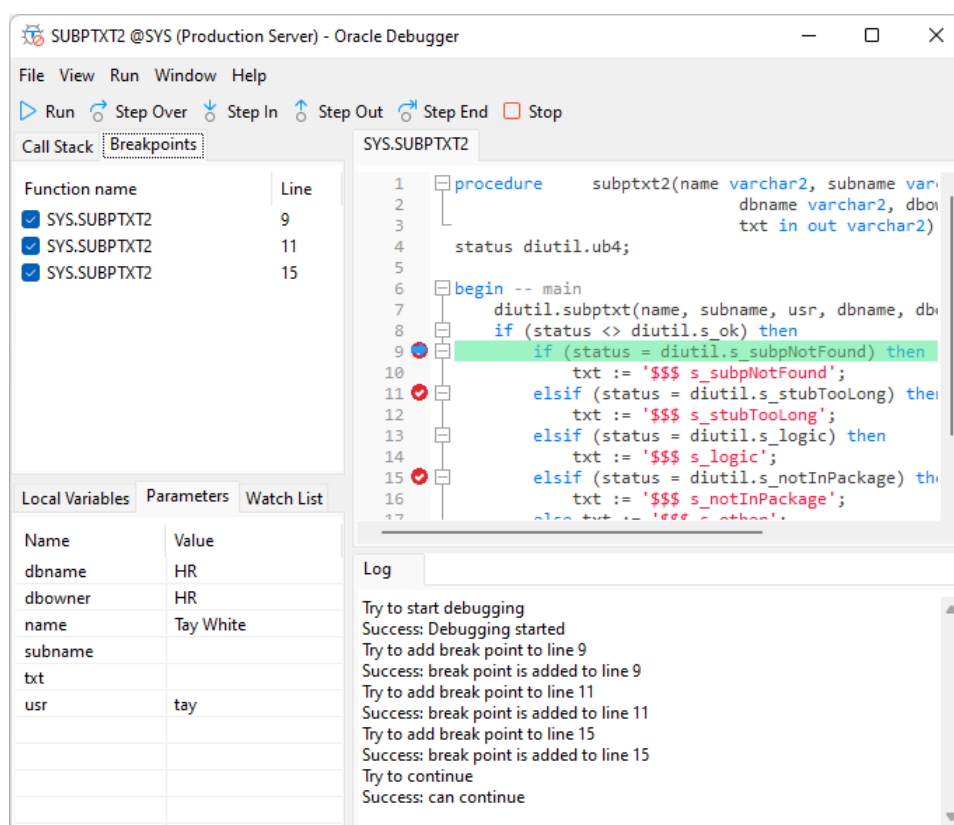 SUBPTXT2 @SYS (Production Server) - Oracle Debugger
File View Run Window Help
Run Step Over Step In Step Out Step End Stop
Call Stack Breakpoints
Function name Line
SYS.SUBPTXT2 9
SYS.SUBPTXT2 11
SYS.SUBPTXT2 15
SYS.SUBPTXT2
1 procedure subptxt2(name varchar2, subname var
2 dbname varchar2, dbo
3 txt in out varchar2)
4 status diutil.ub4;
5
6 begin -- main
7 diutil.subptxt(name, subname, usr, dbname, db
8 if (status <> diutil.s_ok) then
9 if (status = diutil.s_subpNotFound) then
10 txt := '$$$ s_subpNotFound';
11 elsif (status = diutil.s_stubTooLong) the
12 txt := '$$$ s_stubTooLong';
13 elsif (status = diutil.s_logic) then
14 txt := '$$$ s_logic';
15 elsif (status = diutil.s_notInPackage) th
16 txt := '$$$ s_notInPackage';
17 else txt := '$$$ s_other';
Local Variables Parameters Watch List
Name Value
dbname HR
dbowner HR
name Tay White
subname
txt
usr tay
Log
Try to start debugging
Success: Debugging started
Try to add break point to line 9
Success: break point is added to line 9
Try to add break point to line 11
Success: break point is added to line 11
Try to add break point to line 15
Success: break point is added to line 15
Try to continue
Success: can continue